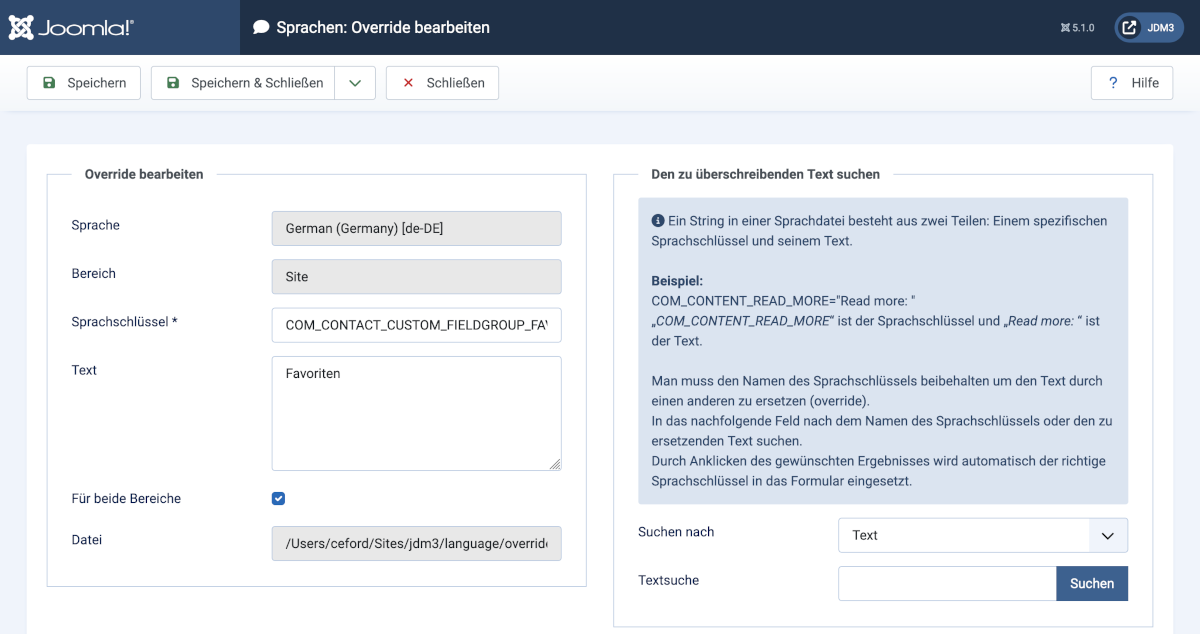 Joomla!®
Sprachen: Override bearbeiten
5.1.0
JDM3
Speichern
Speichern & Schließen
Schließen
? Hilfe
Override bearbeiten
Sprache
German (Germany) [de-DE]
Bereich
Site
Sprachschlüssel *
COM_CONTACT_CUSTOM_FIELDGROUP_FAV
Text
Favoriten
Für beide Bereiche
Datei
/Users/ceford/Sites/jdm3/language/override
Den zu überschreibenden Text suchen
Ein String in einer Sprachdatei besteht aus zwei Teilen: Einem spezifischen
Sprachschlüssel und seinem Text.
Beispiel:
COM_CONTENT_READ_MORE="Read more: "
„COM_CONTENT_READ_MORE“ ist der Sprachschlüssel und „Read more: “ ist
der Text.
Man muss den Namen des Sprachschlüssels beibehalten um den Text durch
einen anderen zu ersetzen (override).
In das nachfolgende Feld nach dem Namen des Sprachschlüssels oder den zu
ersetzenden Text suchen.
Durch Anklicken des gewünschten Ergebnisses wird automatisch der richtige
Sprachschlüssel in das Formular eingesetzt.
Suchen nach
Text
Textsuche
Suchen